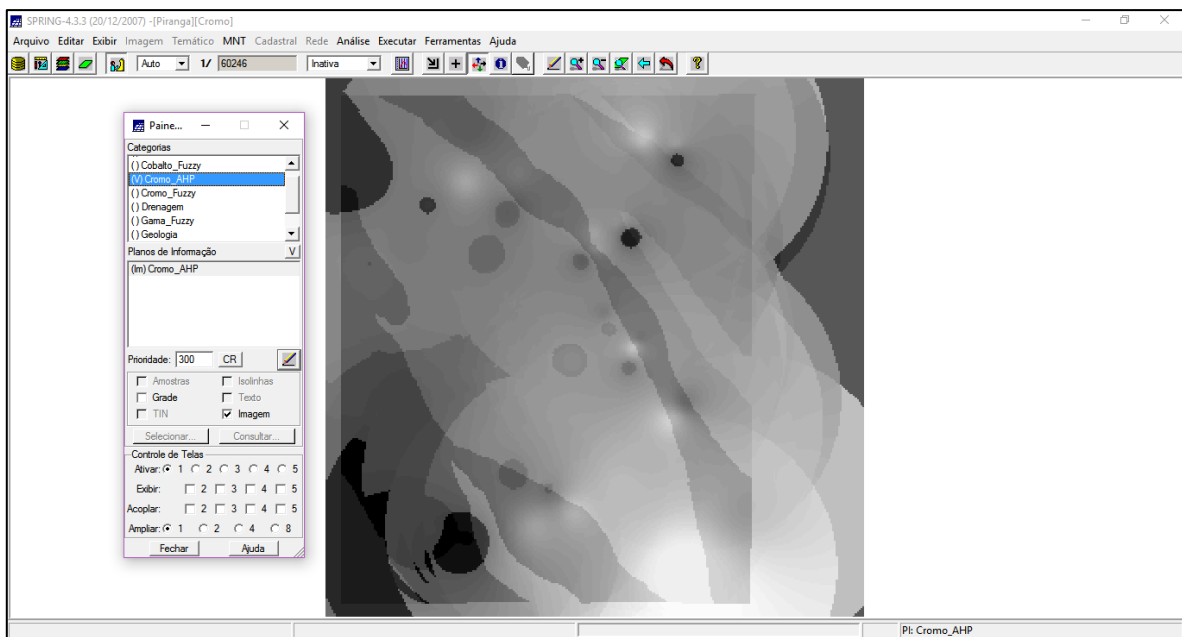 SPRING-4.3.3 (20/12/2007) -[Piranga][Cromo]
Arquivo Editar Exibir Imagem Temático MNT Cadastral Rede Análise Executar Ferramentas Ajuda
Auto 1/ 60246 Inativa
Paine...
Categorias
( ) Cobalto_Fuzzy
(V) Cromo_AHP
( ) Cromo_Fuzzy
( ) Drenagem
( ) Gama_Fuzzy
( ) Geologia
Planos de Informação V
(Im) Cromo_AHP
Prioridade: 300 CR
Amostras Isolinhas
Grade Texto
TIN Imagem
Selecionar... Consultar...
Controle de Telas
Ativar: 1 2 3 4 5
Exibir: 2 3 4 5
Acoplar: 2 3 4 5
Ampliar: 1 2 4 8
Fechar Ajuda
PI: Cromo_AHP